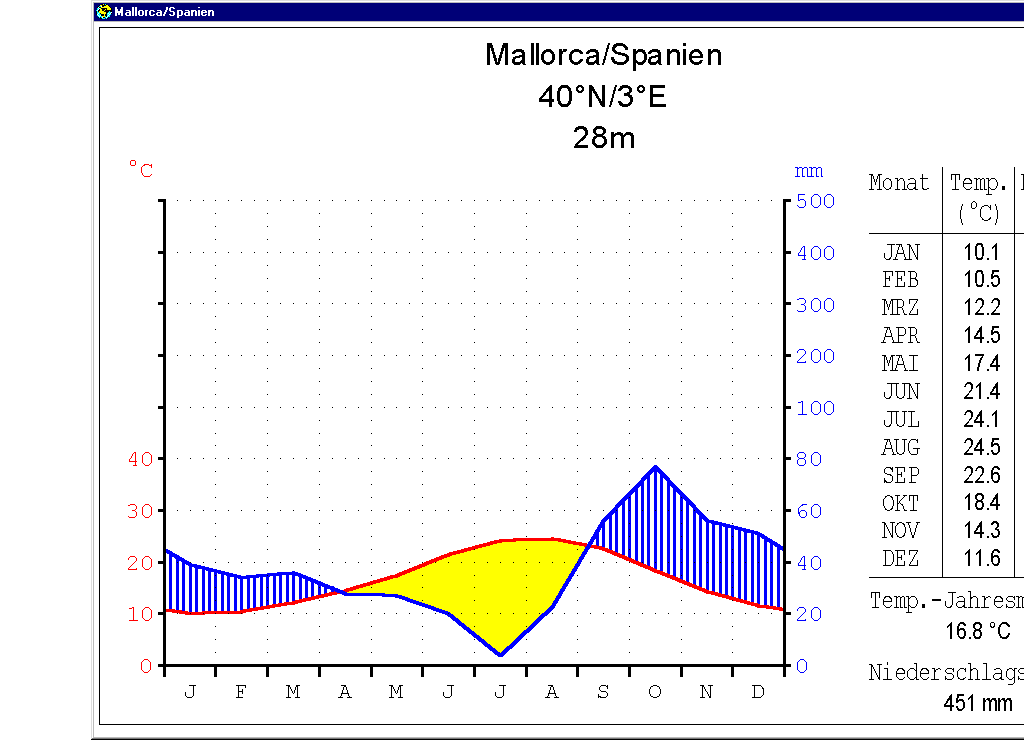 Mallorca/Spanien
Mallorca/Spanien
40°N/3°E
28m
°C
mm
500
400
300
200
100
40 80
30 60
20 40
10 20
0 0
J F M A M J J A S O N D
Monat Temp.
(°C)
JAN 10.1
FEB 10.5
MRZ 12.2
APR 14.5
MAI 17.4
JUN 21.4
JUL 24.1
AUG 24.5
SEP 22.6
OKT 18.4
NOV 14.3
DEZ 11.6
Temp.-Jahresm
16.8 °C
Niederschlags
451 mm